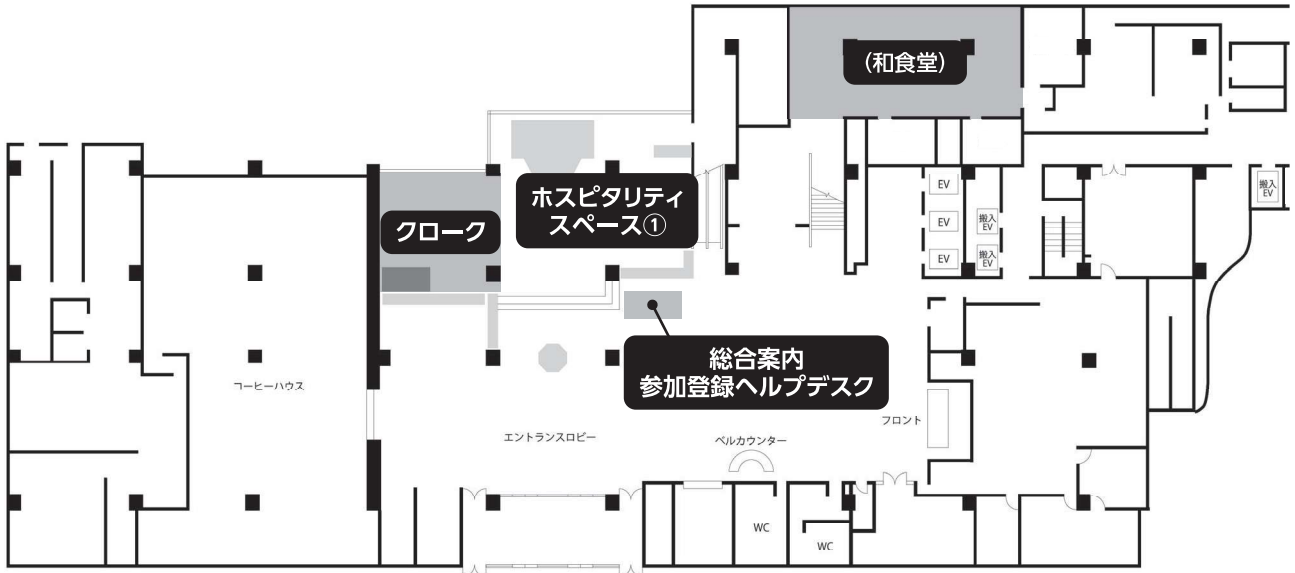 (和食堂)
ホスピタリティ
スペース①
クローク
EV
EV
EV
搬入
EV
搬入
EV
搬入
EV
総合案内
参加登録ヘルプデスク
コーヒーハウス
エントランスロビー
ベルカウンター
フロント
WC
WC